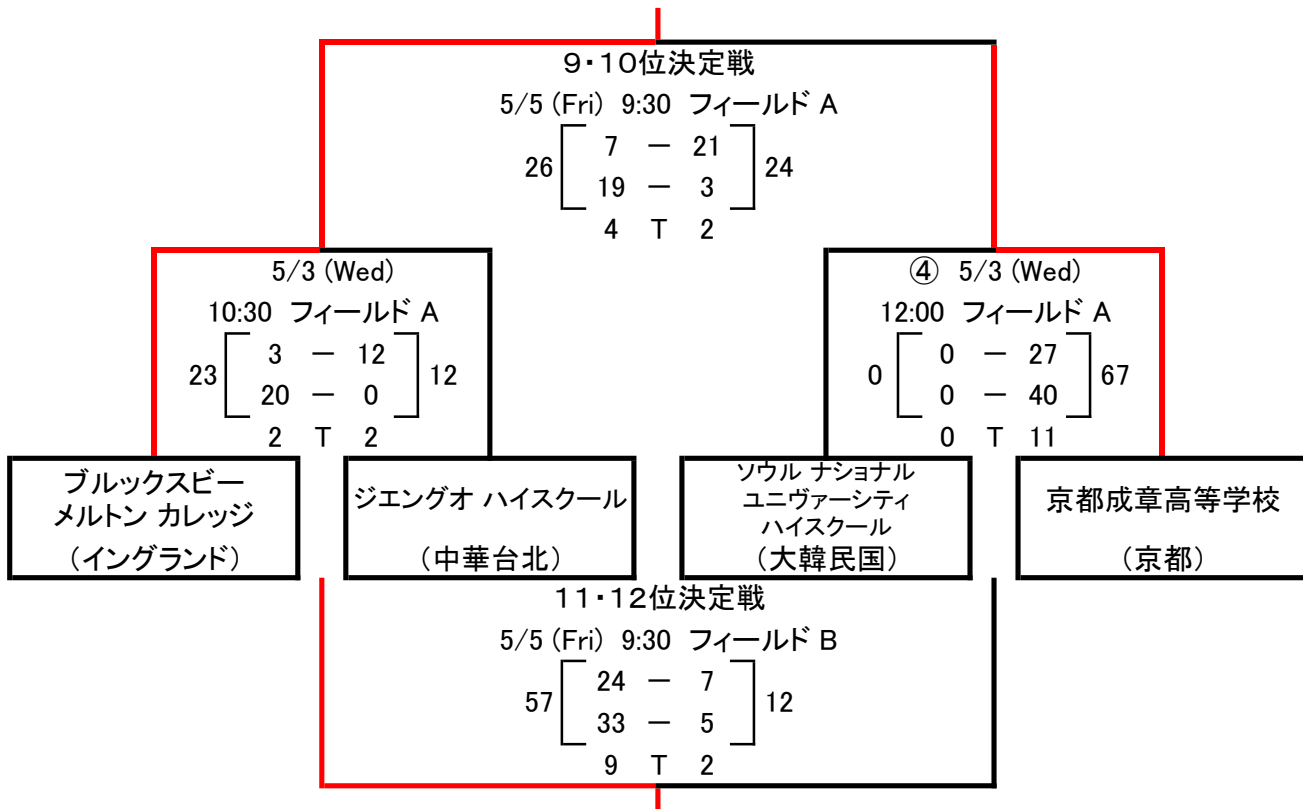 9・10位決定戦
5/5 (Fri) 9:30 フィールド A
26 7 － 21 24
19 － 3
4 T 2
5/3 (Wed)
10:30 フィールド A
23 3 － 12 12
20 － 0
2 T 2
④ 5/3 (Wed)
12:00 フィールド A
0 0 － 27 67
0 － 40
0 T 11
ブルックスビー
メルトン カレッジ
（イングランド）
ジエングオ ハイスクール
（中華台北）
ソウル ナショナル
ユニヴァーシティ
ハイスクール
（大韓民国）
京都成章高等学校
（京都）
11・12位決定戦
5/5 (Fri) 9:30 フィールド B
57 24 － 7 12
33 － 5
9 T 2